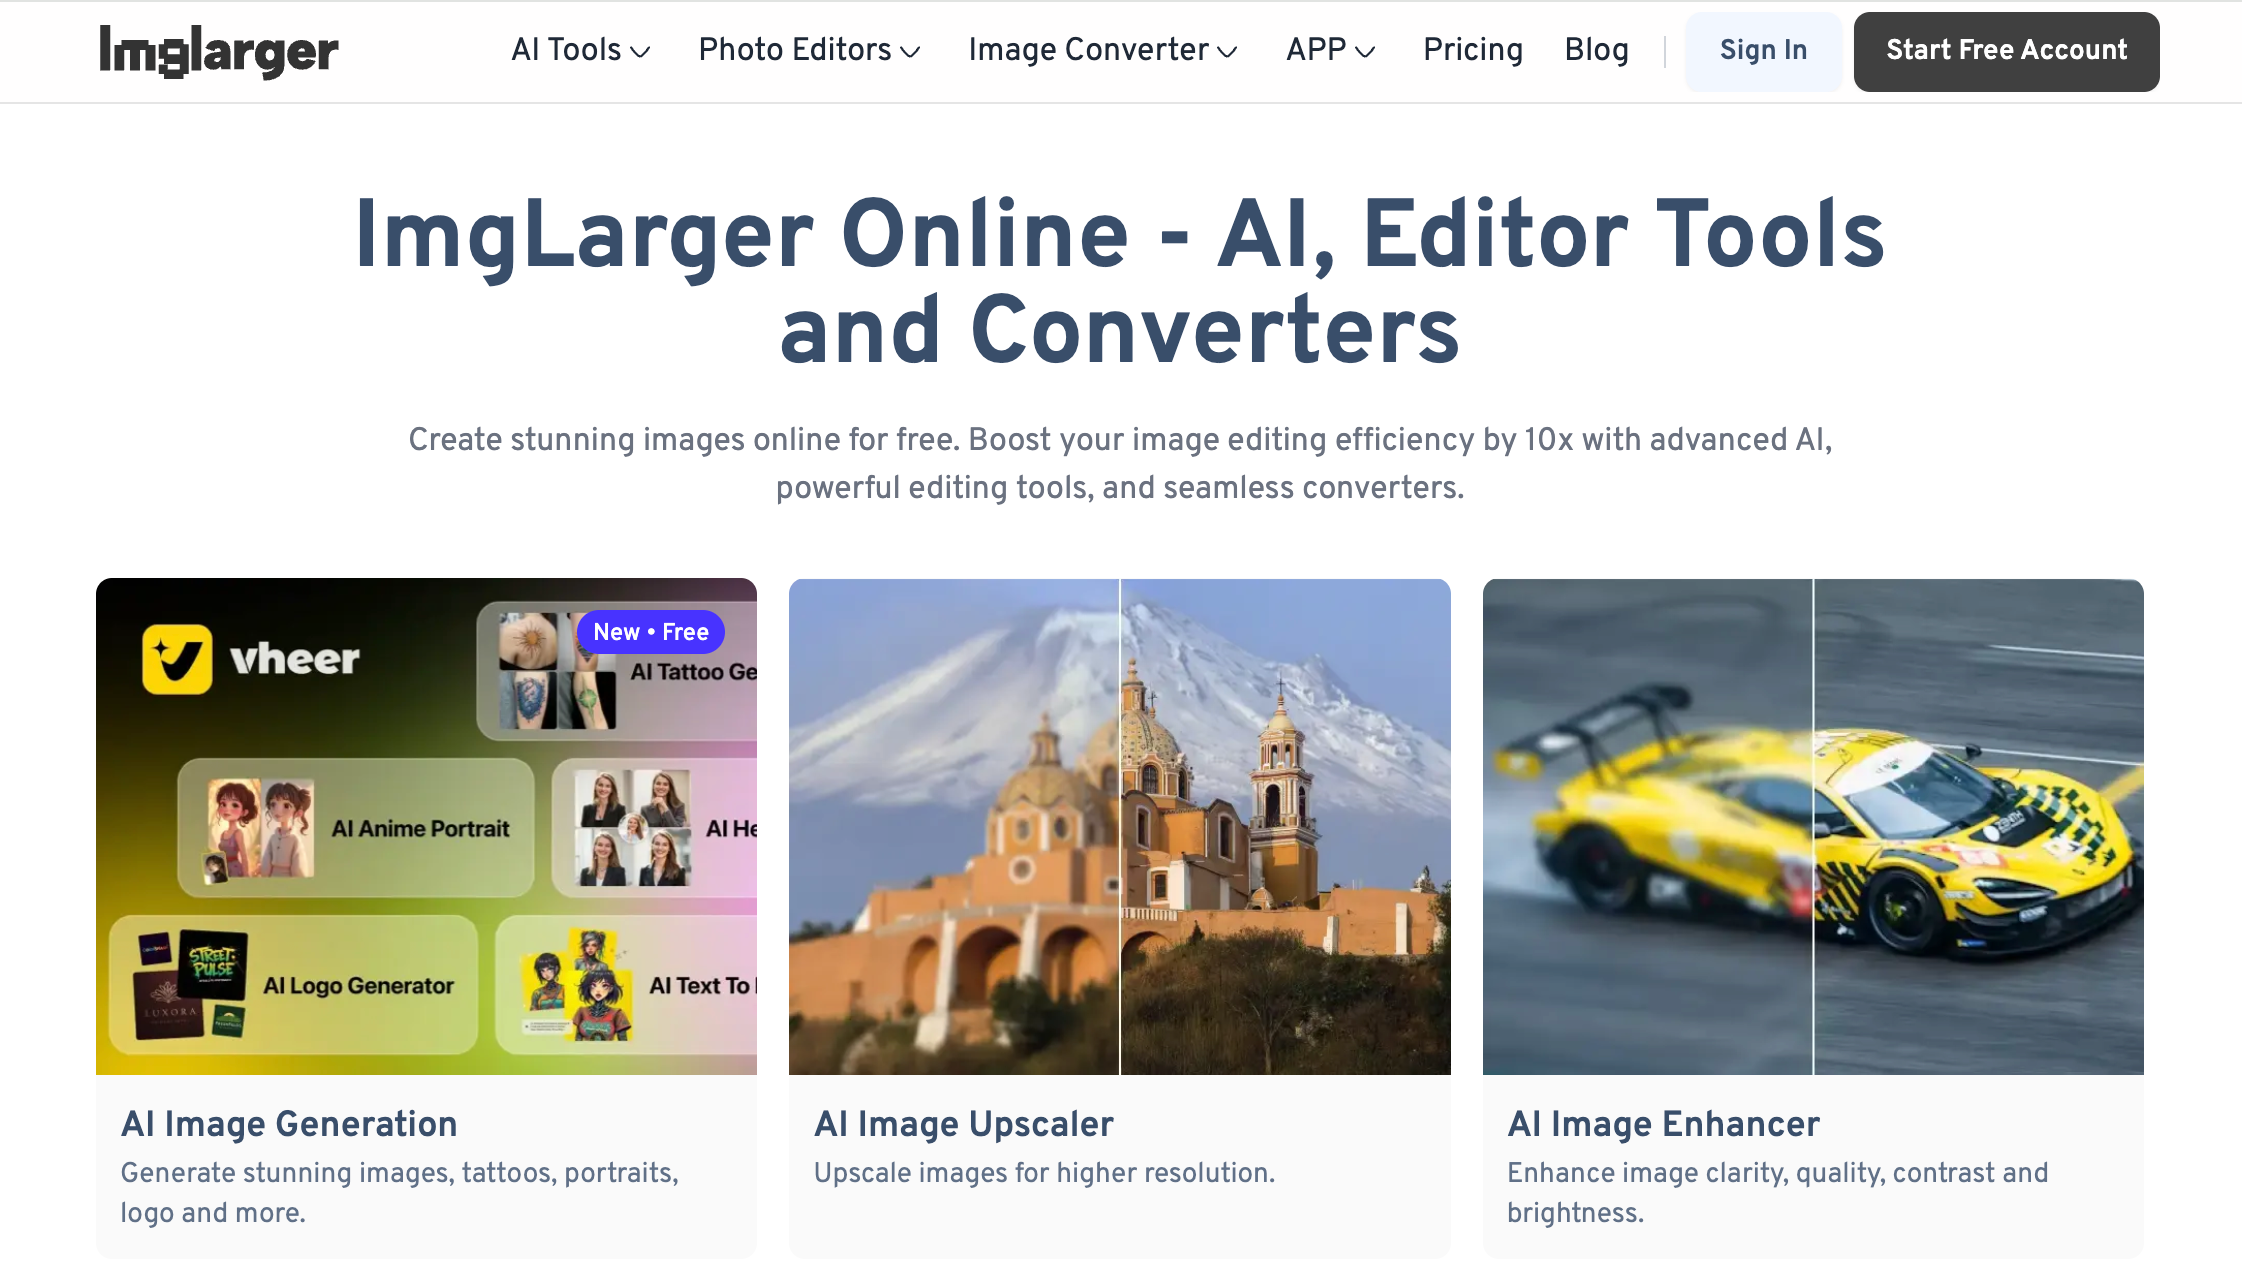 Imglarger
AI Tools
Photo Editors
Image Converter
APP
Pricing
Blog
Sign In
Start Free Account
ImgLarger Online - AI, Editor Tools
and Converters
Create stunning images online for free. Boost your image editing efficiency by 10x with advanced AI,
powerful editing tools, and seamless converters.
vheer
New • Free
AI Tattoo Ge
AI Anime Portrait
AI He
STREET
PULSE
LUXORA
AI Logo Generator
AI Text To
AI Image Generation
Generate stunning images, tattoos, portraits,
logo and more.
AI Image Upscaler
Upscale images for higher resolution.
AI Image Enhancer
Enhance image clarity, quality, contrast and
brightness.